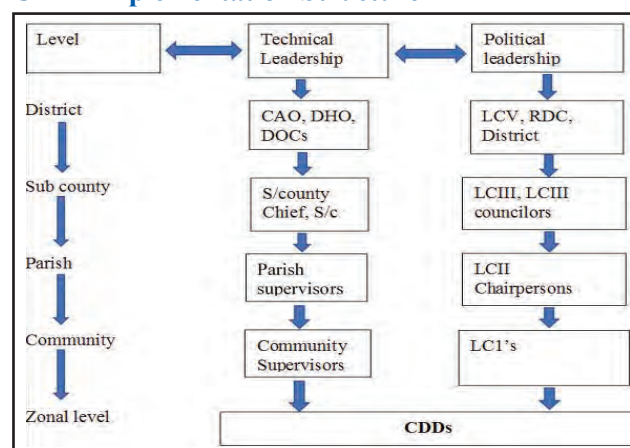 Level
Technical
Leadership
Political
leadership
District
CAO, DHO,
DOCs
LCV, RDC,
District
Sub county
S/county
Chief, S/c
LCIII, LCIII
councilors
Parish
Parish
supervisors
LCII
Chairpersons
Community
Community
Supervisors
LC1's
Zonal level
CDDs